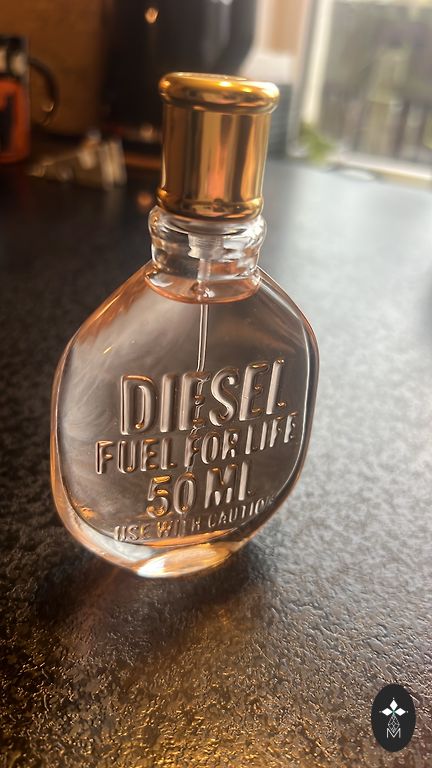 DIESEL
FUEL FOR LIFE
50 ML
USE WITH CAUTION
M